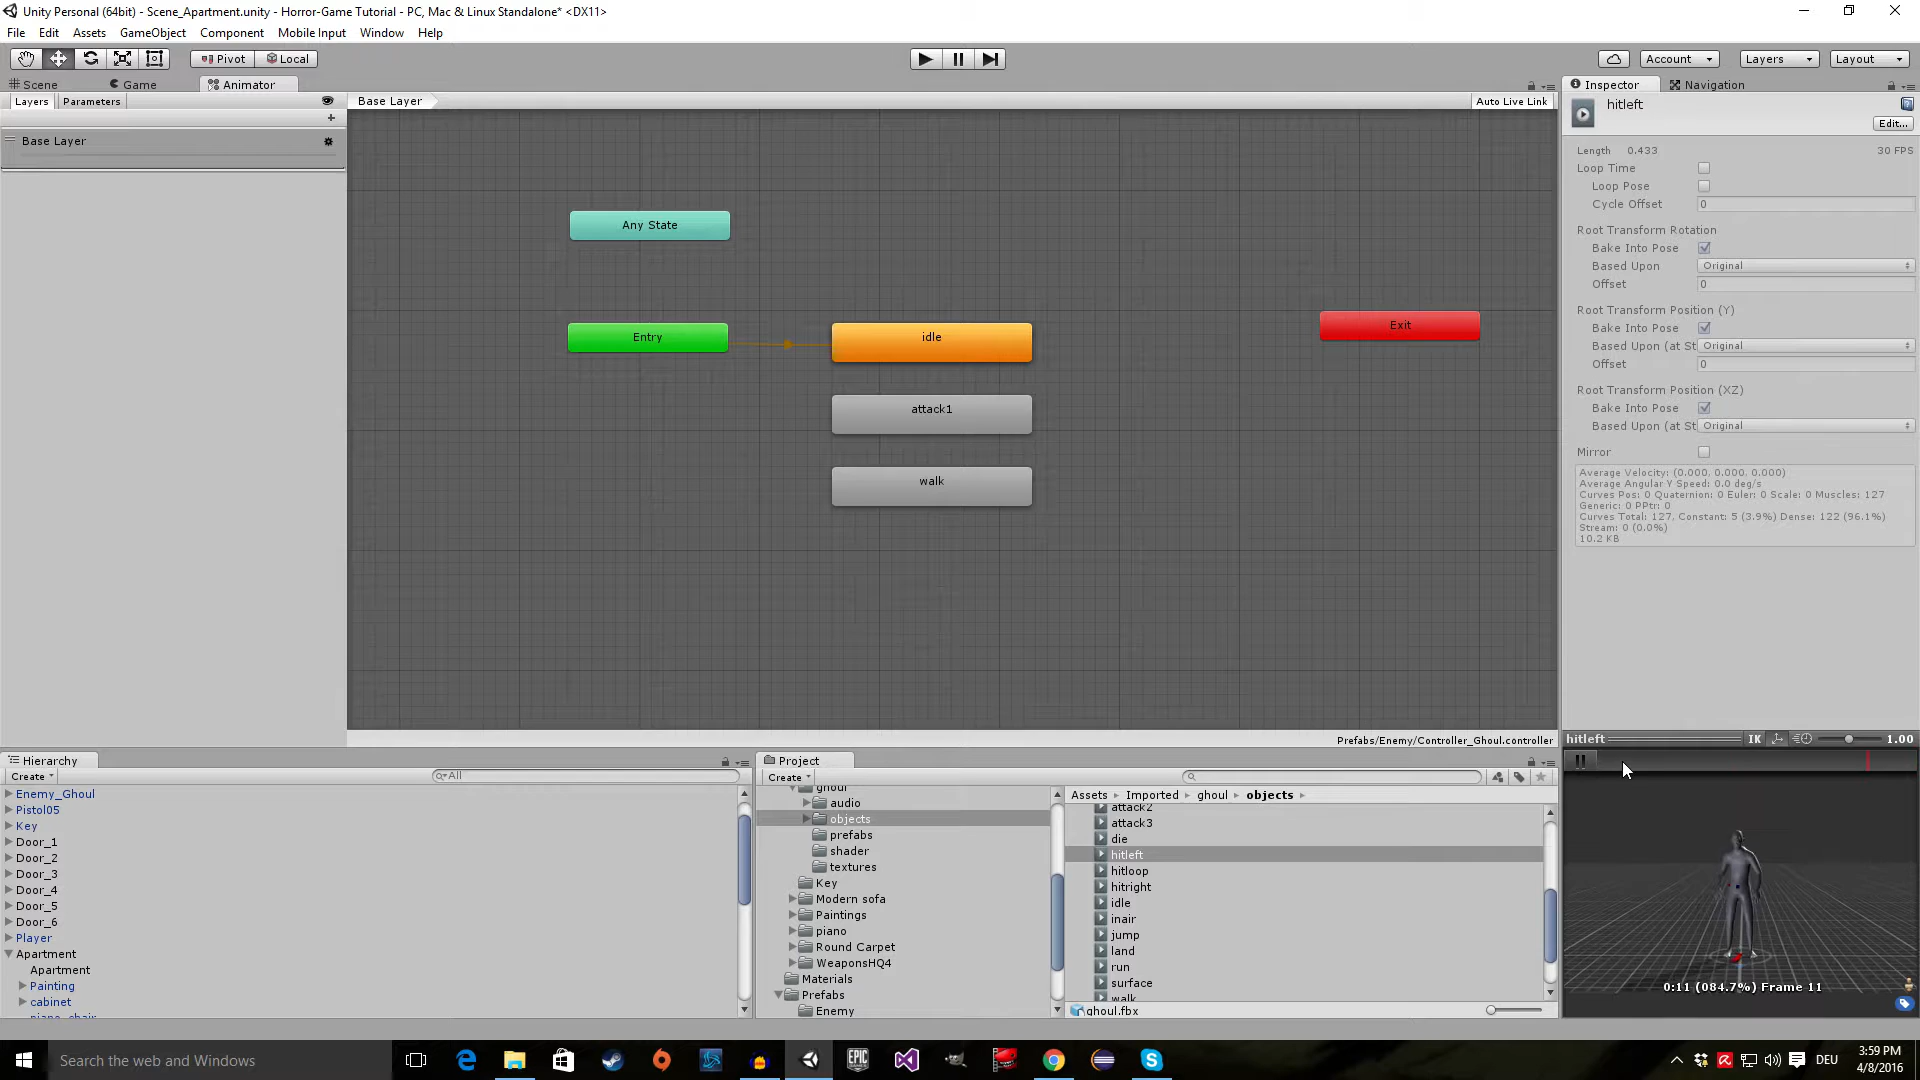 Unity Personal (64bit) - Scene_Apartment.unity - Horror-Game Tutorial - PC, Mac & Linux Standalone* <DX11>
File Edit Assets GameObject Component Mobile Input Window Help
Pivot Local Account Layers Layout
Scene Game Animator Inspector Navigation
Layers Parameters Base Layer Auto Live Link
hitleft
Edit...
Base Layer
Length 0.433 30 FPS
Loop Time
Loop Pose
Cycle Offset 0
Root Transform Rotation
Bake Into Pose
Based Upon Original
Offset 0
Root Transform Position (Y)
Bake Into Pose
Based Upon (at St Original
Offset 0
Root Transform Position (XZ)
Bake Into Pose
Based Upon (at St Original
Mirror
Average Velocity: (0.000, 0.000, 0.000)
Average Angular Y Speed: 0.0 deg/s
Curves Pos: 0 Quaternion: 0 Euler: 0 Scale: 0 Muscles: 127
Generic: 0 PPtr: 0
Curves Total: 127, Constant: 5 (3.9%) Dense: 122 (96.1%)
Stream: 0 (0.0%)
10.2 KB
Any State
Entry
idle
Exit
attack1
walk
Prefabs/Enemy/Controller_Ghoul.controller
hitleft IK 1.00
0:11 (084.7%) Frame 11
Hierarchy
Create All
Enemy_Ghoul
Pistol05
Key
Door_1
Door_2
Door_3
Door_4
Door_5
Door_6
Player
Apartment
Apartment
Painting
cabinet
piano_chair
Project
Create
ghoul
audio
objects
prefabs
shader
textures
Key
Modern sofa
Paintings
piano
Round Carpet
WeaponsHQ4
Materials
Prefabs
Enemy
Assets Imported ghoul objects
attack2
attack3
die
hitleft
hitloop
hitright
idle
inair
jump
land
run
surface
walk
ghoul.fbx
Search the web and Windows
EPIC
GAMES
DEU
3:59 PM
4/8/2016